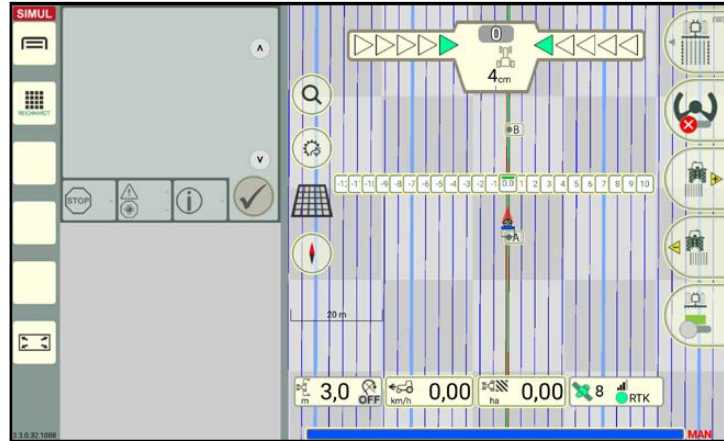 SIMUL
0
4cm
REICHHARDT
B
STOP
-10 -9 -8 -7 -6 -5 -4 -3 -2 -1 0.0 1 2 3 4 5 6 7 8 9 10
A
20 m
m 3,0 OFF
km/h 0,00
ha 0,00
8 RTK
MAN